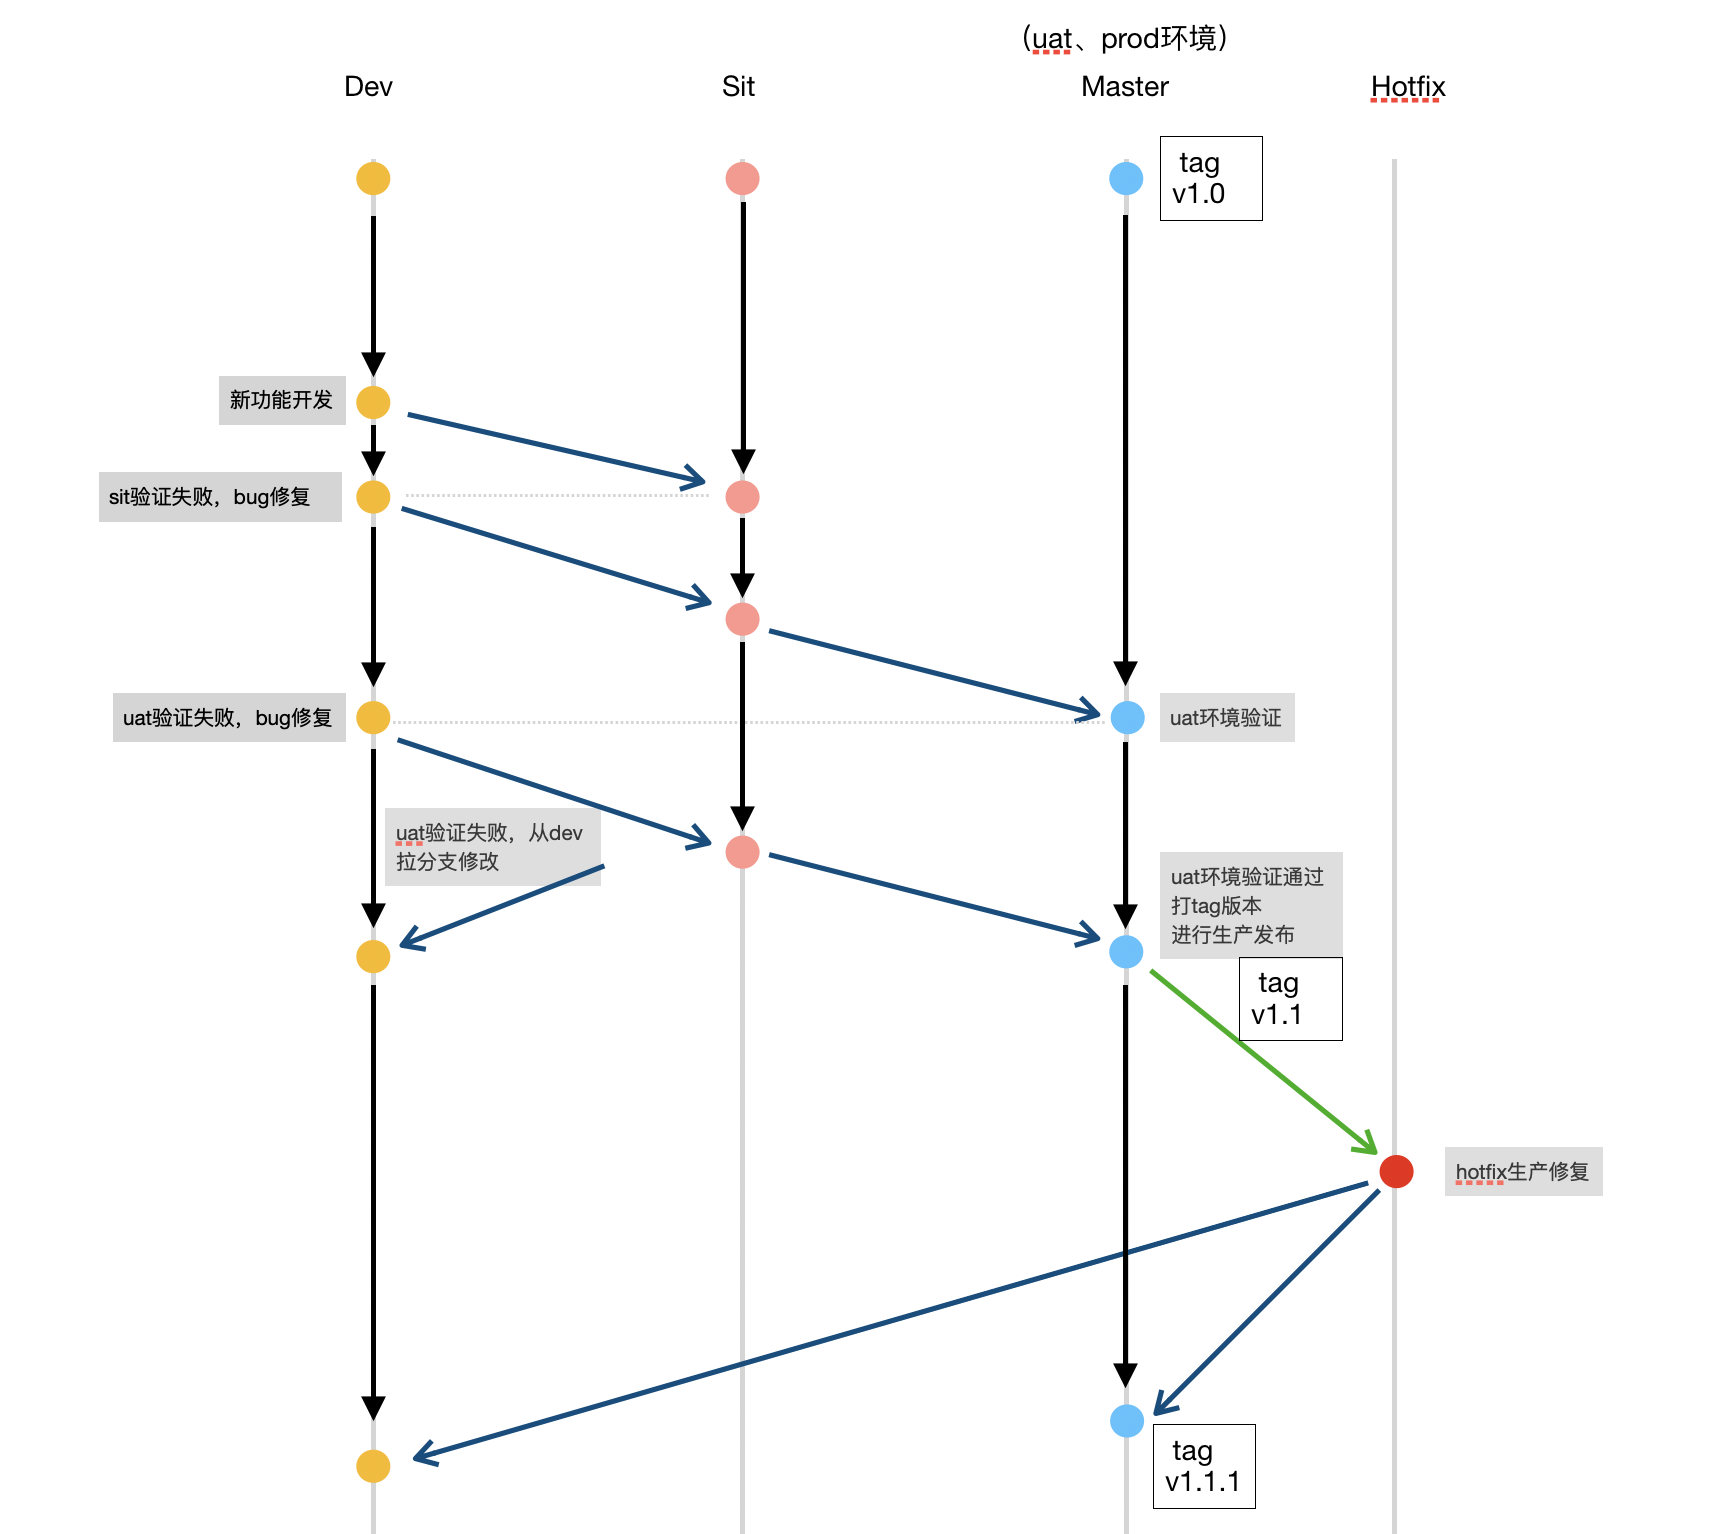 （uat、prod环境）
Dev
Sit
Master
Hotfix
tag
v1.0
新功能开发
sit验证失败，bug修复
uat验证失败，bug修复
uat环境验证
uat验证失败，从dev
拉分支修改
uat环境验证通过
打tag版本
进行生产发布
tag
v1.1
hotfix生产修复
tag
v1.1.1